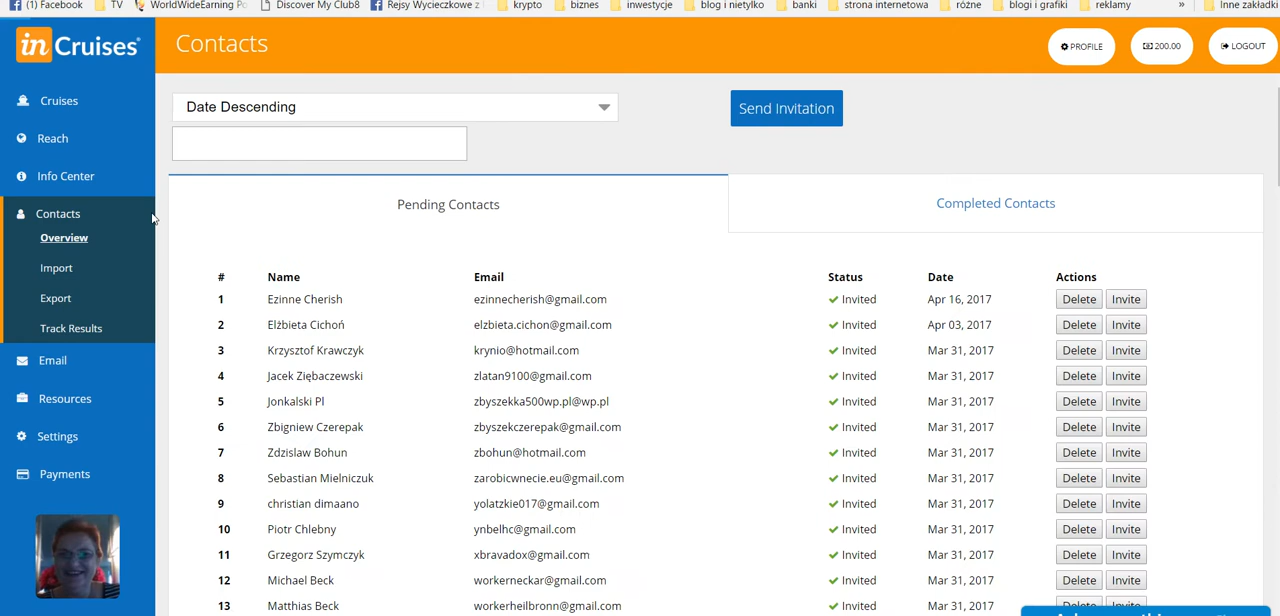 (1) Facebook TV WorldWideEarning Po Discover My Club8 Rejsy Wycieczkowe z krypto biznes inwestycje blog i nietylko banki strona internetowa różne blogi i grafiki reklamy » Inne zakładki
inCruises Contacts PROFILE 200.00 LOGOUT
Cruises
Reach
Info Center
Contacts
Overview
Import
Export
Track Results
Email
Resources
Settings
Payments
Date Descending Send Invitation
Pending Contacts Completed Contacts
# Name Email Status Date Actions
1 Ezinne Cherish ezinnecherish@gmail.com Invited Apr 16, 2017 Delete Invite
2 Elżbieta Cichoń elzbieta.cichon@gmail.com Invited Apr 03, 2017 Delete Invite
3 Krzysztof Krawczyk krynio@hotmail.com Invited Mar 31, 2017 Delete Invite
4 Jacek Ziębaczewski zlatan9100@gmail.com Invited Mar 31, 2017 Delete Invite
5 Jonkalski Pl zbyszekka500wp.pl@wp.pl Invited Mar 31, 2017 Delete Invite
6 Zbigniew Czerepak zbyszekczerepak@gmail.com Invited Mar 31, 2017 Delete Invite
7 Zdzislaw Bohun zbohun@hotmail.com Invited Mar 31, 2017 Delete Invite
8 Sebastian Mielniczuk zarobicwnecie.eu@gmail.com Invited Mar 31, 2017 Delete Invite
9 christian dimaano yolatzkie017@gmail.com Invited Mar 31, 2017 Delete Invite
10 Piotr Chlebny ynbelhc@gmail.com Invited Mar 31, 2017 Delete Invite
11 Grzegorz Szymczyk xbravadox@gmail.com Invited Mar 31, 2017 Delete Invite
12 Michael Beck workerneckar@gmail.com Invited Mar 31, 2017 Delete Invite
13 Matthias Beck workerheilbronn@gmail.com Invited Mar 31, 2017 Delete Invite